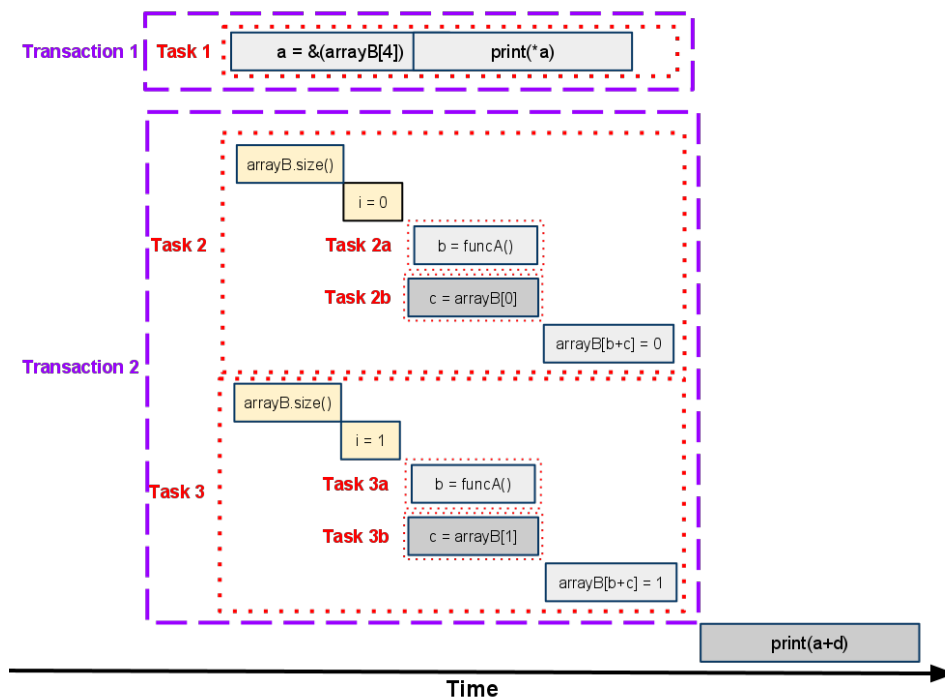 Transaction 1
Task 1
a = &(arrayB[4])
print(*a)
arrayB.size()
i = 0
Task 2
Task 2a
b = funcA()
Task 2b
c = arrayB[0]
arrayB[b+c] = 0
Transaction 2
arrayB.size()
i = 1
Task 3a
b = funcA()
Task 3
Task 3b
c = arrayB[1]
arrayB[b+c] = 1
print(a+d)
Time